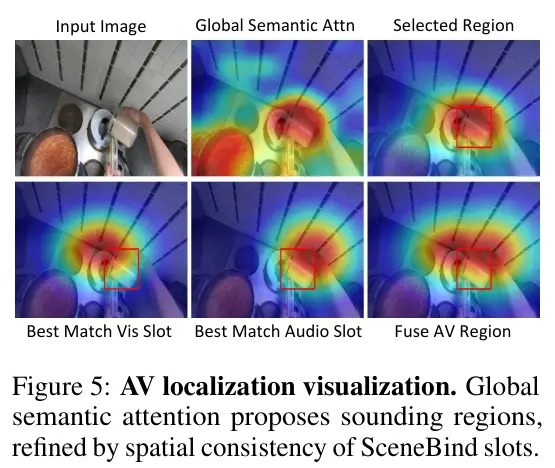 Input Image
Global Semantic Attn
Selected Region
Best Match Vis Slot
Best Match Audio Slot
Fuse AV Region
Figure 5: AV localization visualization. Global
semantic attention proposes sounding regions,
refined by spatial consistency of SceneBind slots.